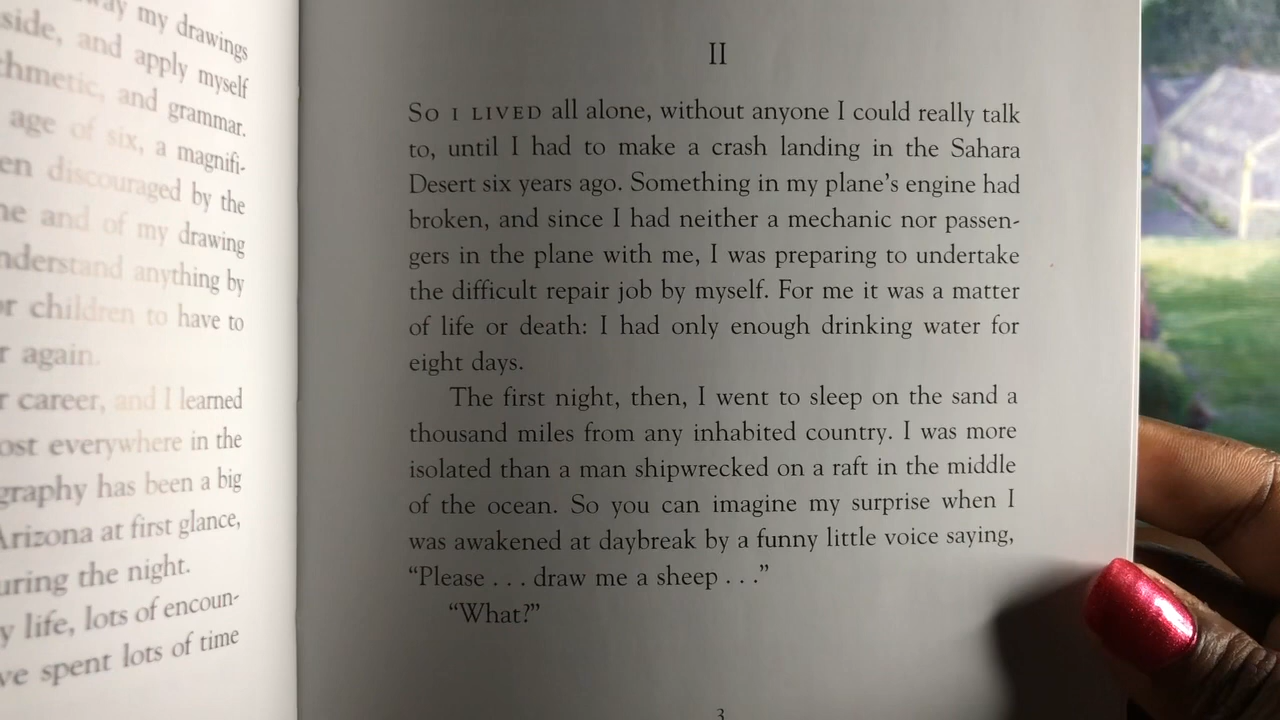 my drawings
side, and apply myself
and grammar.
age of six, a magnifi-
discouraged by the
and of my drawing
anything by
children to have to
again.
career, and I learned
everywhere in the
has been a big
Arizona at first glance,
the night.
life, lots of encoun-
spent lots of time
II
SO I LIVED all alone, without anyone I could really talk
to, until I had to make a crash landing in the Sahara
Desert six years ago. Something in my plane's engine had
broken, and since I had neither a mechanic nor passen-
gers in the plane with me, I was preparing to undertake
the difficult repair job by myself. For me it was a matter
of life or death: I had only enough drinking water for
eight days.
The first night, then, I went to sleep on the sand a
thousand miles from any inhabited country. I was more
isolated than a man shipwrecked on a raft in the middle
of the ocean. So you can imagine my surprise when I
was awakened at daybreak by a funny little voice saying,
“Please . . . draw me a sheep . . .”
“What?”
3